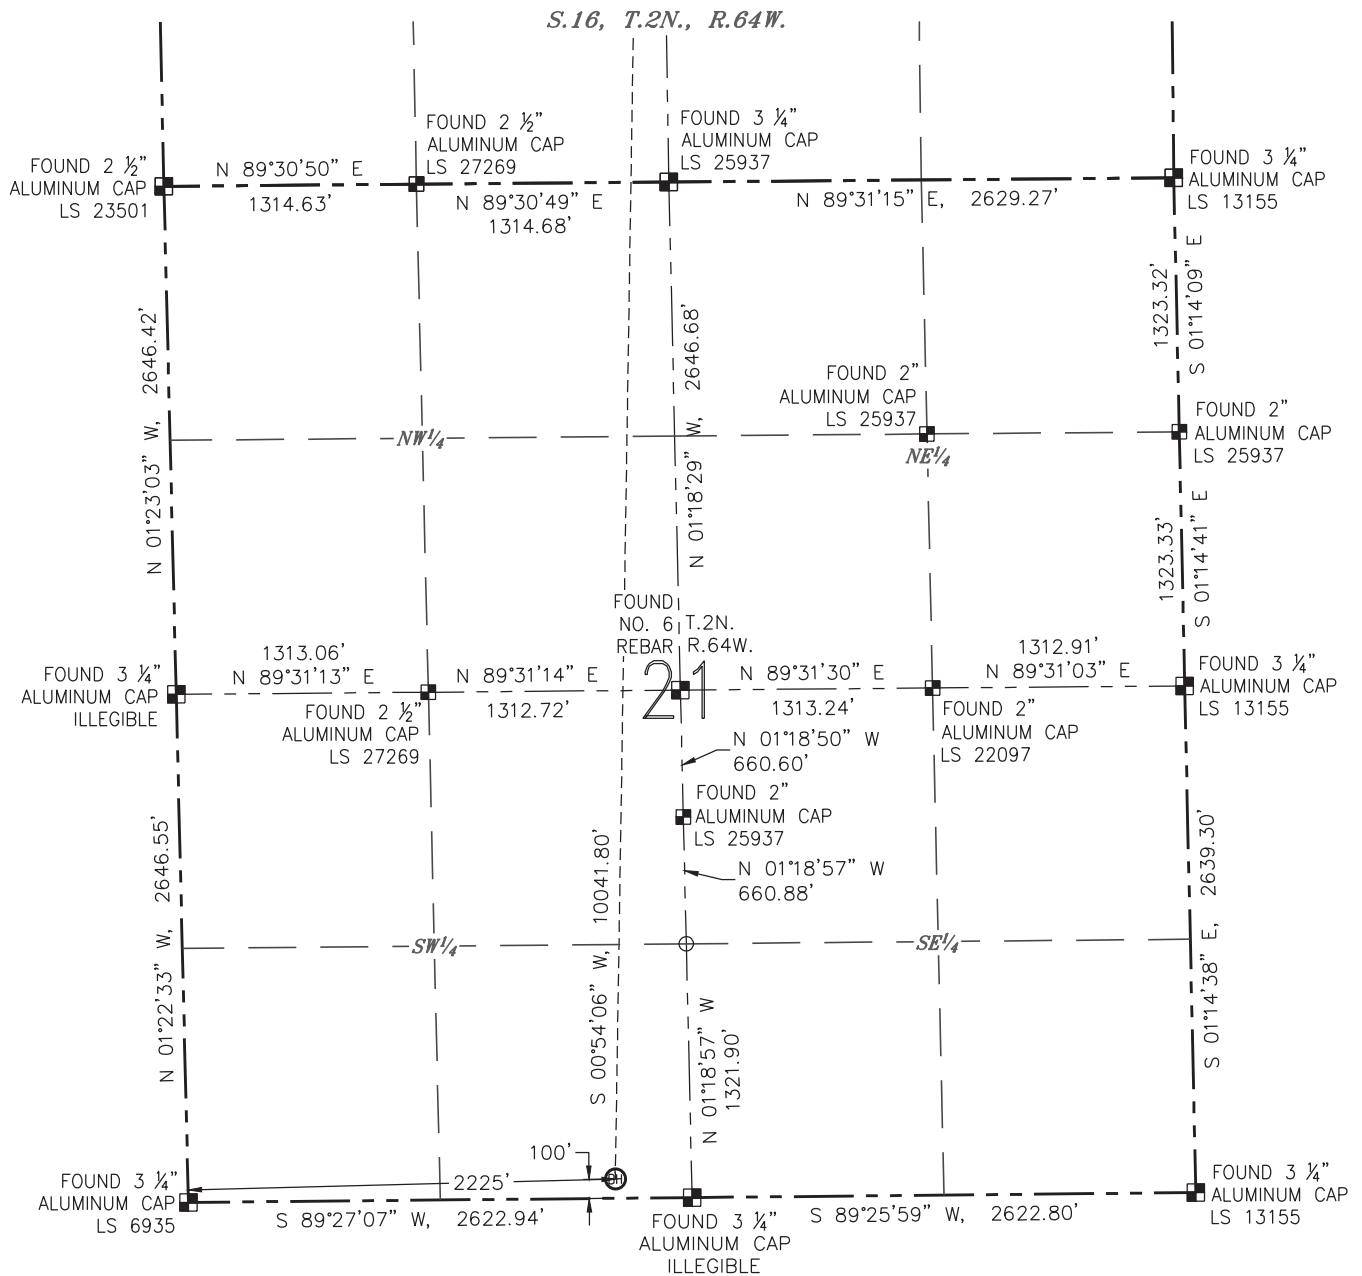 S.16, T.2N., R.64W.
FOUND 2 ½"
ALUMINUM CAP
LS 23501
N 89°30'50" E
1314.63'
FOUND 2 ½"
ALUMINUM CAP
LS 27269
N 89°30'49" E
1314.68'
FOUND 3 ¼"
ALUMINUM CAP
LS 25937
N 89°31'15" E, 2629.27'
FOUND 3 ¼"
ALUMINUM CAP
LS 13155
N 01°23'03" W, 2646.42'
N 01°18'29" W, 2646.68'
1323.32'
S 01°14'09" E
FOUND 2"
ALUMINUM CAP
LS 25937
FOUND 2"
ALUMINUM CAP
LS 25937
NW¼
NE¼
1323.33'
S 01°14'41" E
FOUND
NO. 6
REBAR
T.2N.
R.64W.
21
FOUND 3 ¼"
ALUMINUM CAP
ILLEGIBLE
1313.06'
N 89°31'13" E
FOUND 2 ½"
ALUMINUM CAP
LS 27269
N 89°31'14" E
1312.72'
N 89°31'30" E
1313.24'
1312.91'
N 89°31'03" E
FOUND 2"
ALUMINUM CAP
LS 22097
FOUND 3 ¼"
ALUMINUM CAP
LS 13155
N 01°18'50" W
660.60'
FOUND 2"
ALUMINUM CAP
LS 25937
N 01°18'57" W
660.88'
N 01°22'33" W, 2646.55'
S 00°54'06" W, 10041.80'
S 01°14'38" E, 2639.30'
SW¼
SE¼
N 01°18'57" W
1321.90'
100'
2225'
BH
FOUND 3 ¼"
ALUMINUM CAP
LS 6935
S 89°27'07" W, 2622.94'
FOUND 3 ¼"
ALUMINUM CAP
ILLEGIBLE
S 89°25'59" W, 2622.80'
FOUND 3 ¼"
ALUMINUM CAP
LS 13155